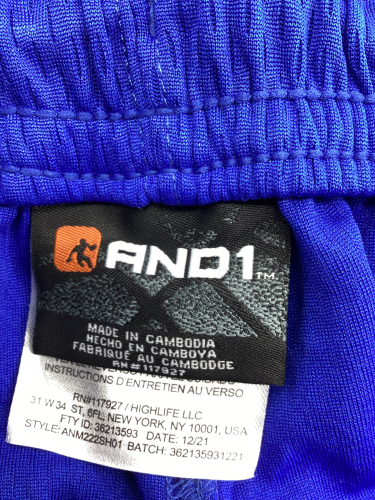 AND1™
MADE IN CAMBODIA
HECHO EN CAMBOYA
FABRIQUÉ AU CAMBODGE
RN#117927
INSTRUCTIONS D'ENTRETIEN AU VERSO
RN#117927 / HIGHLIFE LLC
31 W 34 ST, 6FL, NEW YORK, NY, 10001, USA
FTY ID: 36213593 DATE: 12/21
STYLE: ANM222SH01 BATCH: 362135931221